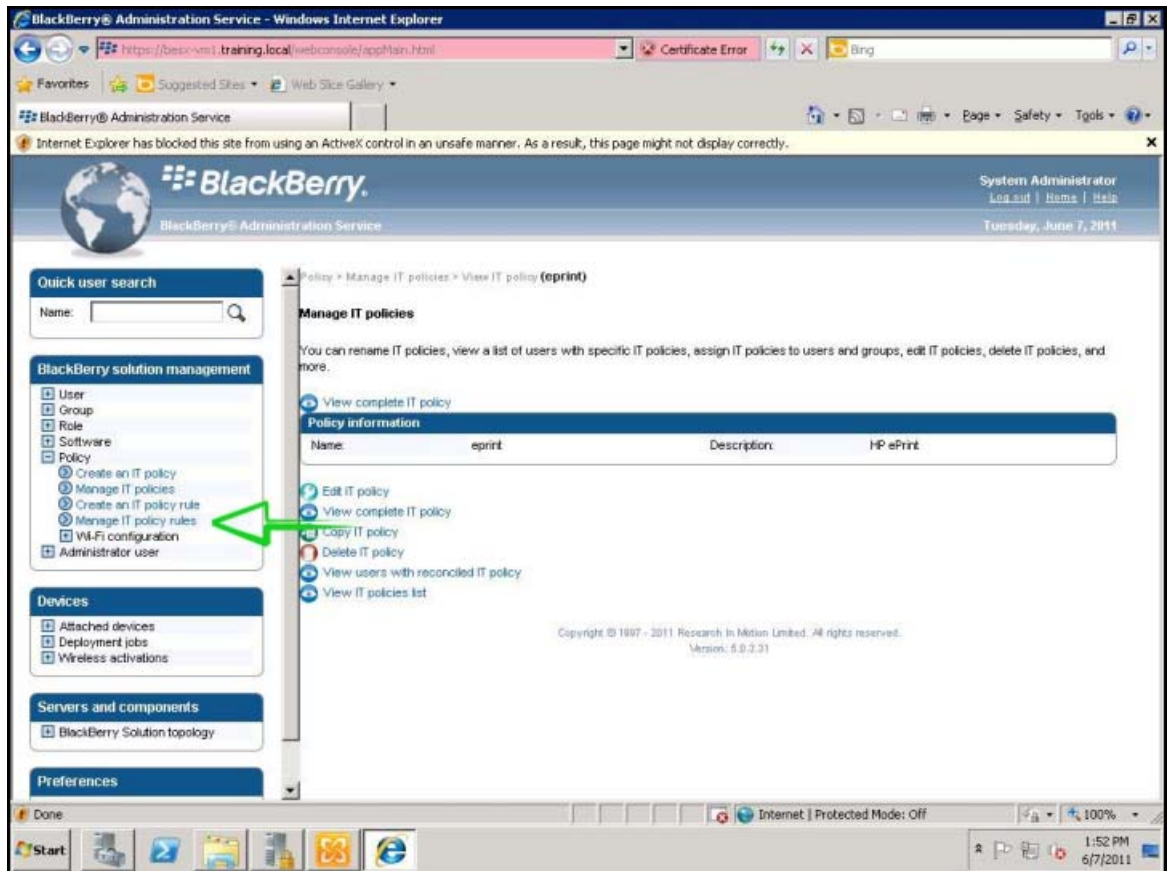 BlackBerry® Administration Service - Windows Internet Explorer
https://besx-vm1.training.local/webconsole/appMain.html
Certificate Error
Bing
Favorites
Suggested Sites
Web Slice Gallery
BlackBerry® Administration Service
Page
Safety
Tools
Internet Explorer has blocked this site from using an ActiveX control in an unsafe manner. As a result, this page might not display correctly.
BlackBerry.
System Administrator
Log out | Home | Help
BlackBerry® Administration Service
Tuesday, June 7, 2011
Quick user search
Name:
BlackBerry solution management
User
Group
Role
Software
Policy
Create an IT policy
Manage IT policies
Create an IT policy rule
Manage IT policy rules
Wi-Fi configuration
Administrator user
Devices
Attached devices
Deployment jobs
Wireless activations
Servers and components
BlackBerry Solution topology
Preferences
Policy > Manage IT policies > View IT policy (eprint)
Manage IT policies
You can rename IT policies, view a list of users with specific IT policies, assign IT policies to users and groups, edit IT policies, delete IT policies, and
more.
View complete IT policy
Policy information
Name: eprint Description: HP ePrint
Edit IT policy
View complete IT policy
Copy IT policy
Delete IT policy
View users with reconciled IT policy
View IT policies list
Copyright © 1997 - 2011 Research In Motion Limited. All rights reserved.
Version: 5.0.3.31
Done
Internet | Protected Mode: Off
100%
Start
1:52 PM
6/7/2011